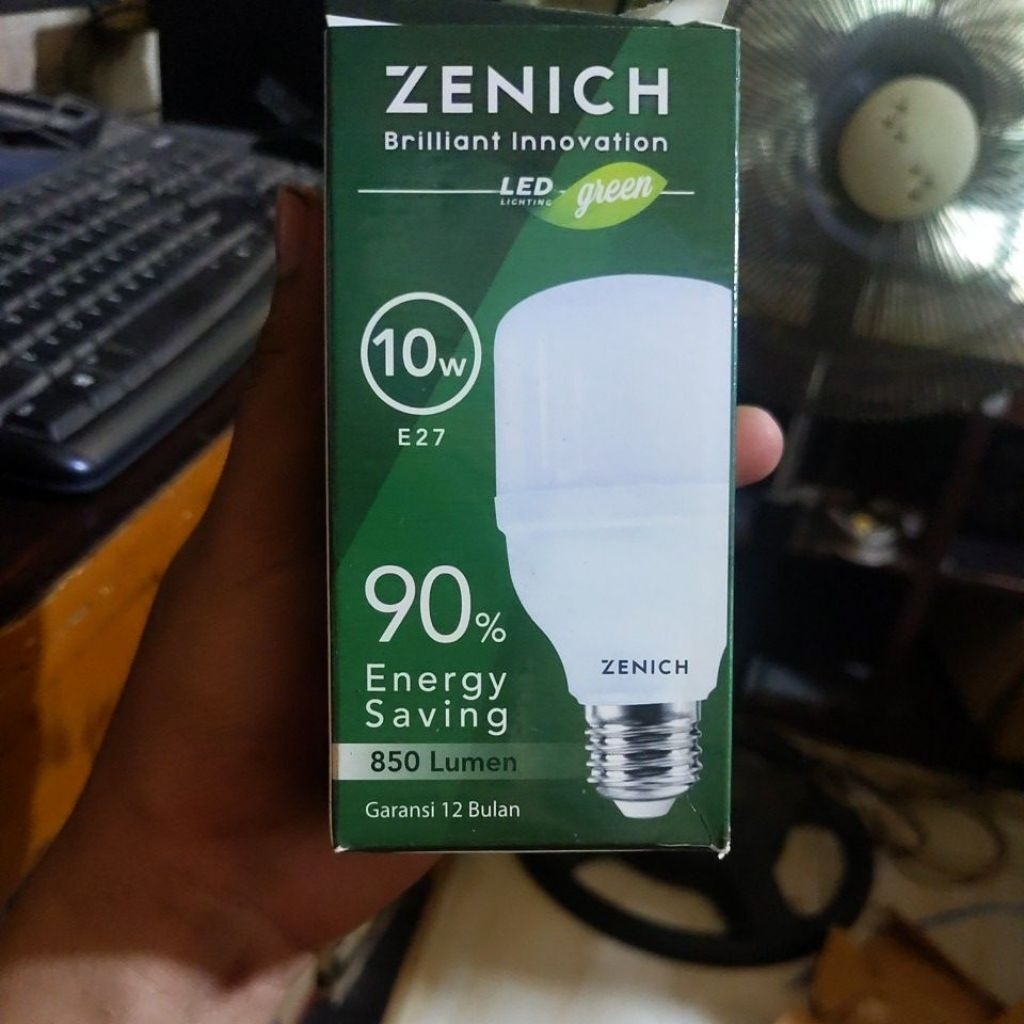 ZENICH
Brilliant Innovation
LED LIGHTING green
10w
E27
90%
Energy
Saving
ZENICH
850 Lumen
Garansi 12 Bulan